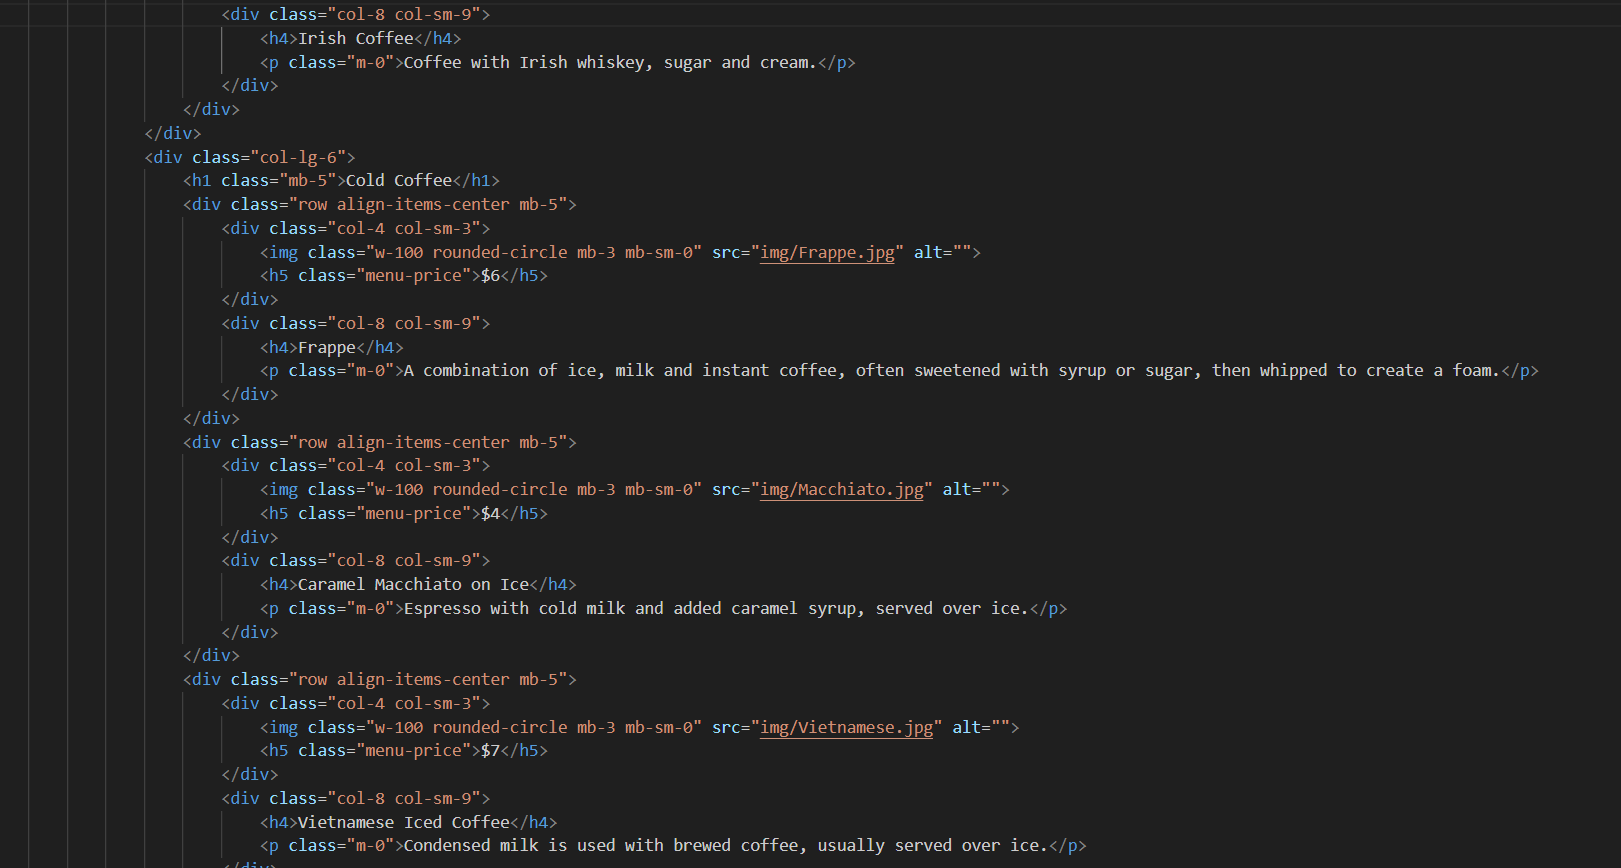 <div class="col-8 col-sm-9">
<h4>Irish Coffee</h4>
<p class="m-0">Coffee with Irish whiskey, sugar and cream.</p>
</div>
</div>
</div>
<div class="col-lg-6">
<h1 class="mb-5">Cold Coffee</h1>
<div class="row align-items-center mb-5">
<div class="col-4 col-sm-3">
<img class="w-100 rounded-circle mb-3 mb-sm-0" src="img/Frappe.jpg" alt="">
<h5 class="menu-price">$6</h5>
</div>
<div class="col-8 col-sm-9">
<h4>Frappe</h4>
<p class="m-0">A combination of ice, milk and instant coffee, often sweetened with syrup or sugar, then whipped to create a foam.</p>
</div>
</div>
<div class="row align-items-center mb-5">
<div class="col-4 col-sm-3">
<img class="w-100 rounded-circle mb-3 mb-sm-0" src="img/Macchiato.jpg" alt="">
<h5 class="menu-price">$4</h5>
</div>
<div class="col-8 col-sm-9">
<h4>Caramel Macchiato on Ice</h4>
<p class="m-0">Espresso with cold milk and added caramel syrup, served over ice.</p>
</div>
</div>
<div class="row align-items-center mb-5">
<div class="col-4 col-sm-3">
<img class="w-100 rounded-circle mb-3 mb-sm-0" src="img/Vietnamese.jpg" alt="">
<h5 class="menu-price">$7</h5>
</div>
<div class="col-8 col-sm-9">
<h4>Vietnamese Iced Coffee</h4>
<p class="m-0">Condensed milk is used with brewed coffee, usually served over ice.</p>
</div>